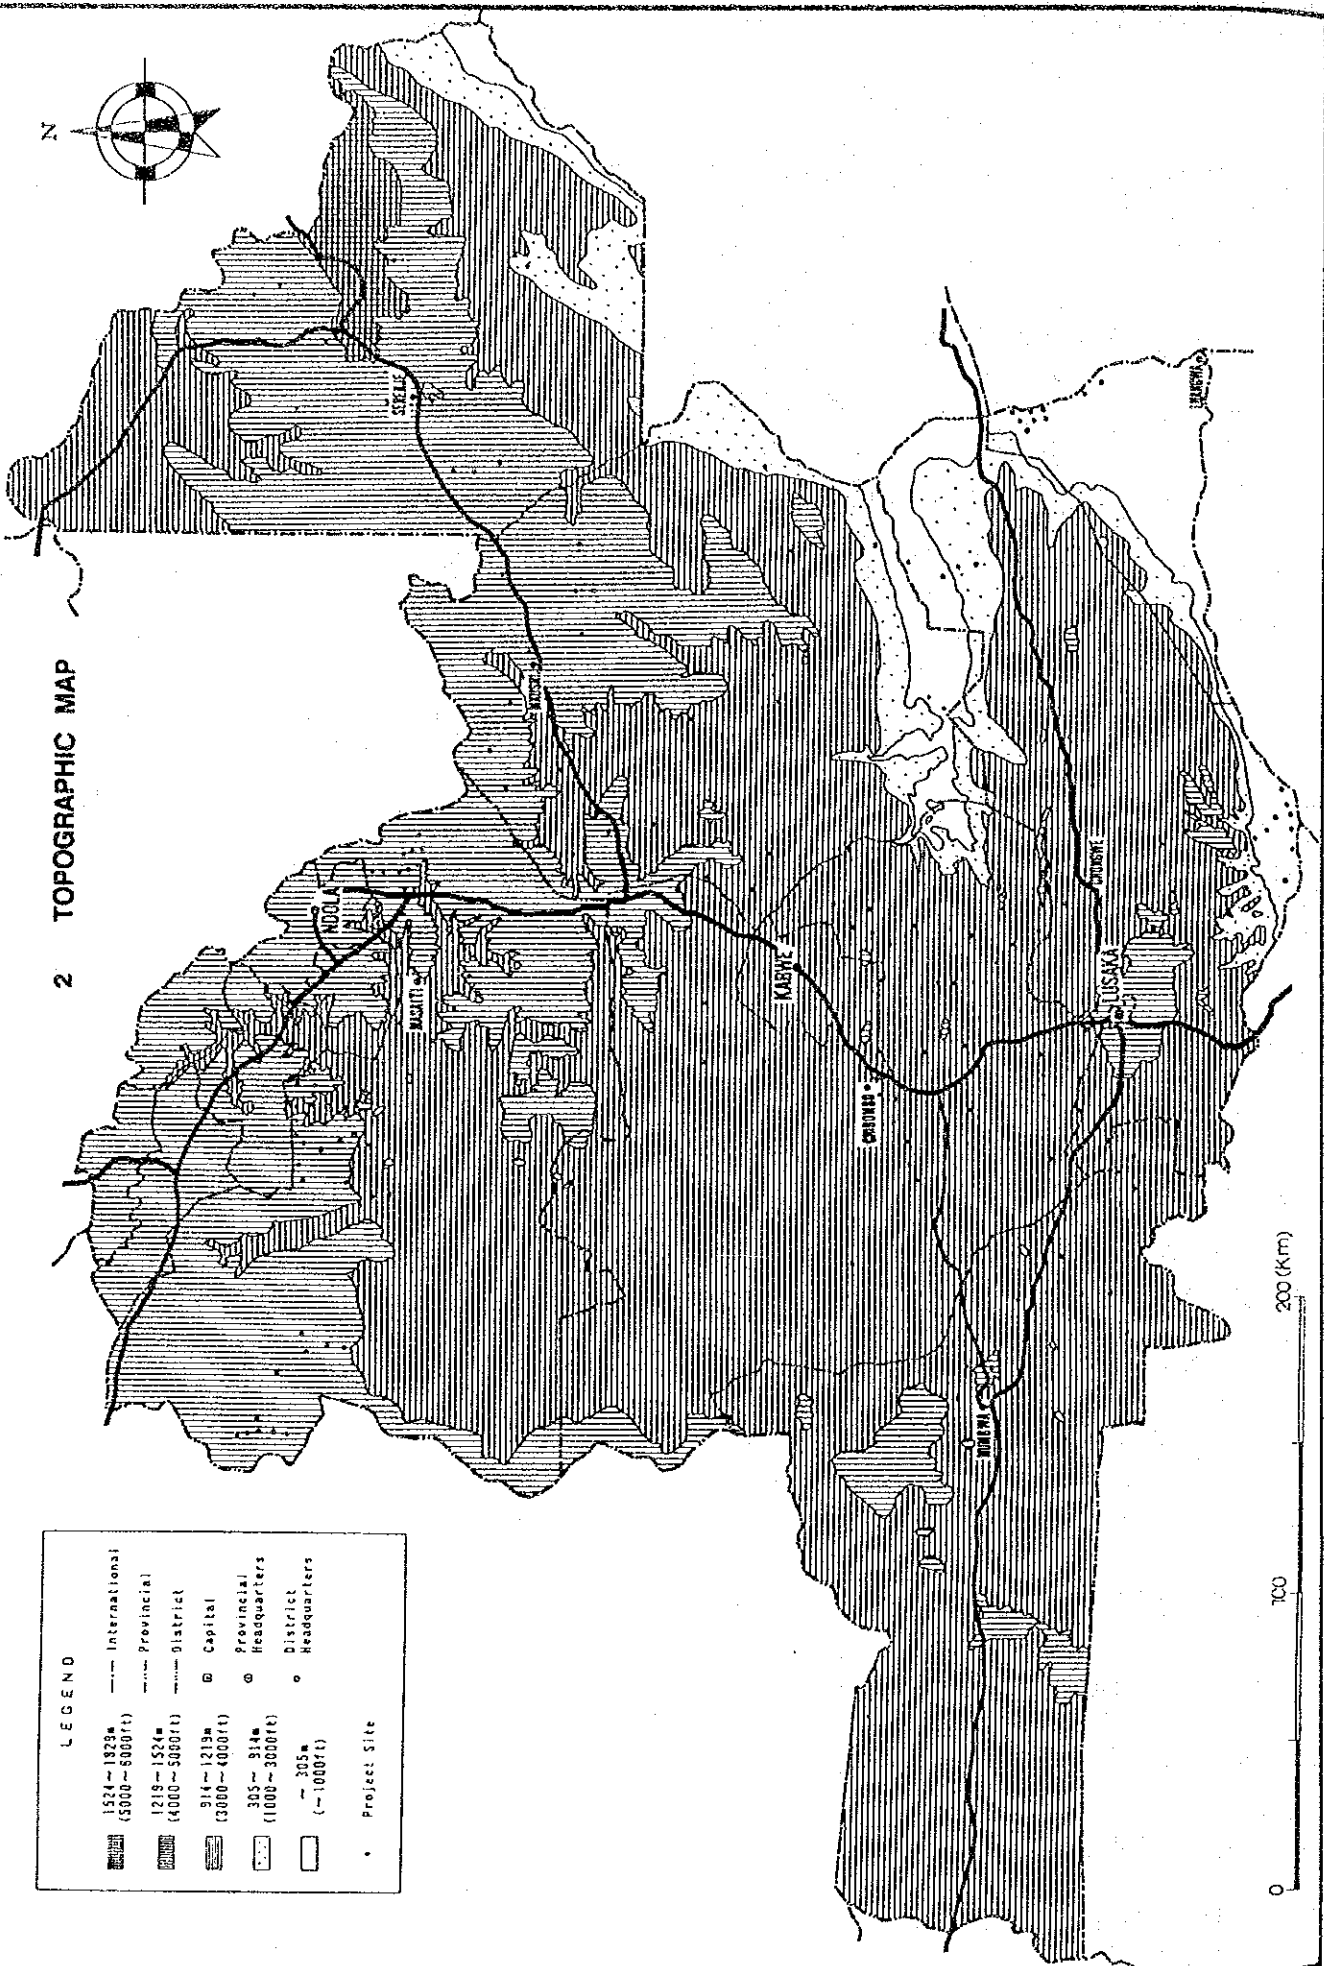 2 TOPOGRAPHIC MAP
N
SERENJE
MKUSHI
NDOLA
MASAITI
KABWE
CHIBOMBO
CHONGWE
LUSAKA
MUMBWA
LUANGWA
LEGEND
1524~1829m
(5000~6000ft)
1219~1524m
(4000~5000ft)
914~1219m
(3000~4000ft)
305~914m
(1000~3000ft)
~305m
(~1000ft)
Project Site
International
Provincial
District
Capital
Provincial
Headquarters
District
Headquarters
0
100
200 (Km)